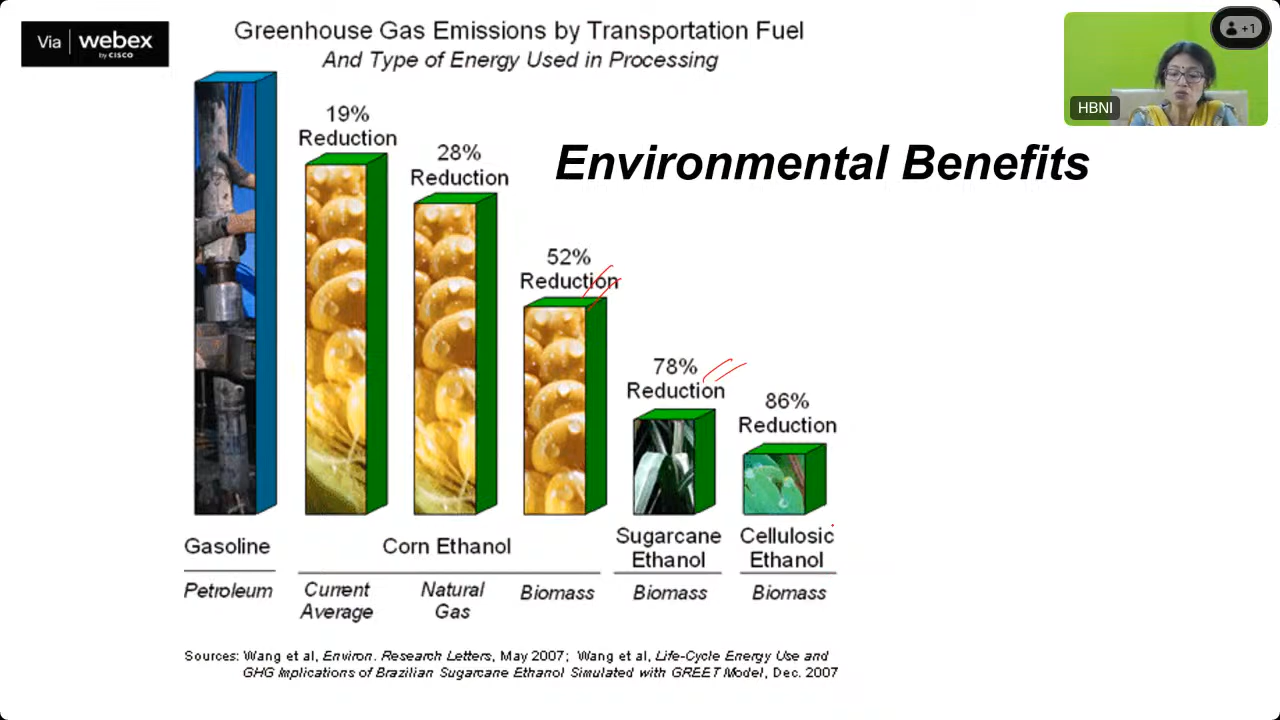 Via webex
by CISCO
Greenhouse Gas Emissions by Transportation Fuel
And Type of Energy Used in Processing
+1
HBNI
Environmental Benefits
19%
Reduction
28%
Reduction
52%
Reduction
78%
Reduction
86%
Reduction
Gasoline
Corn Ethanol
Sugarcane
Ethanol
Cellulosic
Ethanol
Petroleum
Current
Average
Natural
Gas
Biomass
Biomass
Biomass
Sources: Wang et al, Environ. Research Letters, May 2007; Wang et al, Life-Cycle Energy Use and
GHG Implications of Brazilian Sugarcane Ethanol Simulated with GREET Model, Dec. 2007